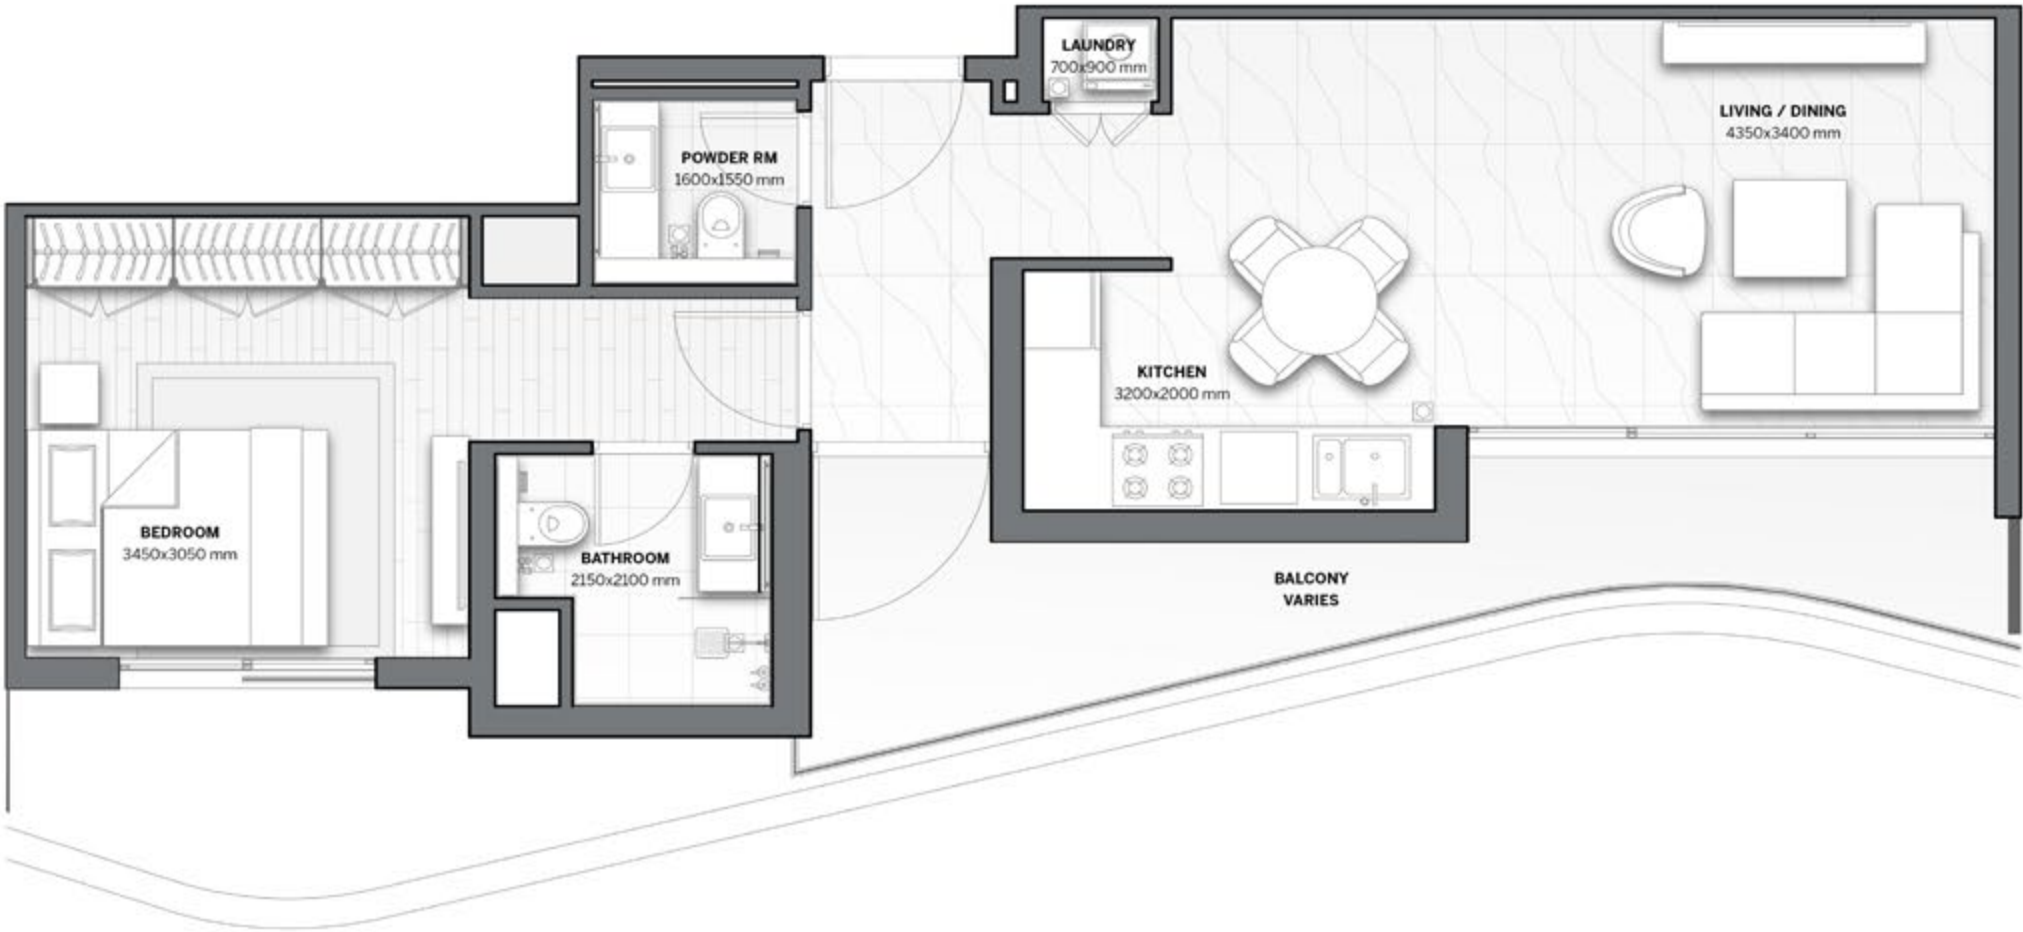 LAUNDRY
700x900 mm
LIVING / DINING
4350x3400 mm
POWDER RM
1600x1550 mm
KITCHEN
3200x2000 mm
BEDROOM
3450x3050 mm
BATHROOM
2150x2100 mm
BALCONY
VARIES